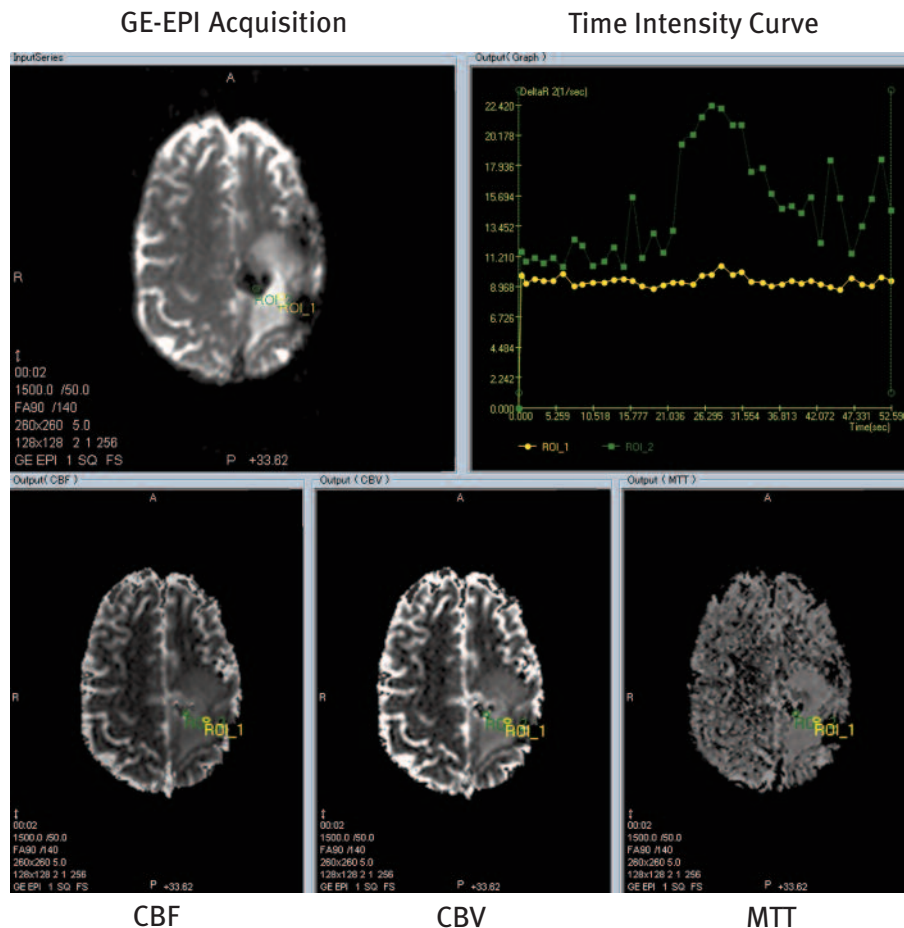 GE-EPI Acquisition
Time Intensity Curve
InputSeries
A
R
ROI_1
00:02
1500.0 /50.0
FA90 /140
260x260 5.0
128x128 2 1 256
GE EPI 1 SQ FS
P +33.62
Output( Graph )
DeltaR 2(1/sec)
22.420
20.178
17.936
15.694
13.452
11.210
8.968
6.726
4.484
2.242
0.000
0.000 5.259 10.518 15.777 21.036 26.295 31.554 36.813 42.072 47.331 52.590
Time(sec)
ROI_1 ROI_2
Output( CBF )
A
R
ROI_1
00:02
1500.0 /50.0
FA90 /140
260x260 5.0
128x128 2 1 256
GE EPI 1 SQ FS
P +33.62
Output ( CBV )
A
R
ROI_1
00:02
1500.0 /50.0
FA90 /140
260x260 5.0
128x128 2 1 256
GE EPI 1 SQ FS
P +33.62
Output ( MTT )
A
R
ROI_1
00:02
1500.0 /50.0
FA90 /140
260x260 5.0
128x128 2 1 256
GE EPI 1 SQ FS
P +33.62
CBF
CBV
MTT